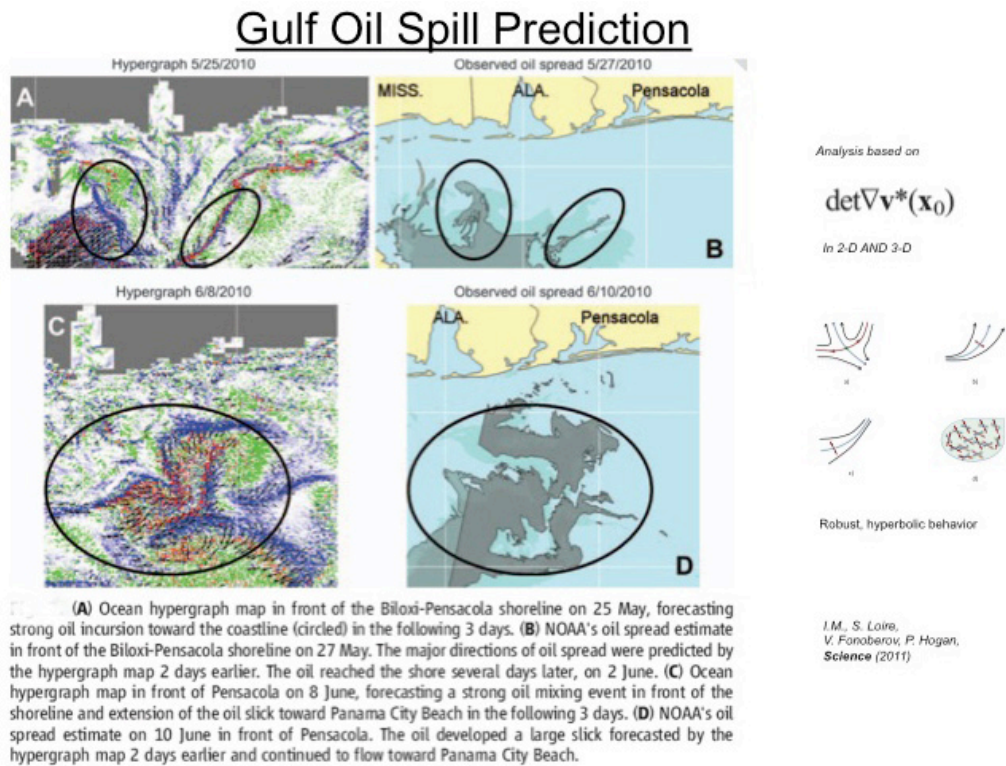 Gulf Oil Spill Prediction
Hypergraph 5/25/2010
Observed oil spread 5/27/2010
A
MISS.
ALA.
Pensacola
B
Hypergraph 6/8/2010
Observed oil spread 6/10/2010
C
ALA.
Pensacola
D
(A) Ocean hypergraph map in front of the Biloxi-Pensacola shoreline on 25 May, forecasting
strong oil incursion toward the coastline (circled) in the following 3 days. (B) NOAA's oil spread estimate
in front of the Biloxi-Pensacola shoreline on 27 May. The major directions of oil spread were predicted by
the hypergraph map 2 days earlier. The oil reached the shore several days later, on 2 June. (C) Ocean
hypergraph map in front of Pensacola on 8 June, forecasting a strong oil mixing event in front of the
shoreline and extension of the oil slick toward Panama City Beach in the following 3 days. (D) NOAA's oil
spread estimate on 10 June in front of Pensacola. The oil developed a large slick forecasted by the
hypergraph map 2 days earlier and continued to flow toward Panama City Beach.
Analysis based on
det∇v*(x₀)
In 2-D AND 3-D
a)
b)
c)
d)
Robust, hyperbolic behavior
I.M., S. Loire,
V. Fonoberov, P. Hogan,
Science (2011)